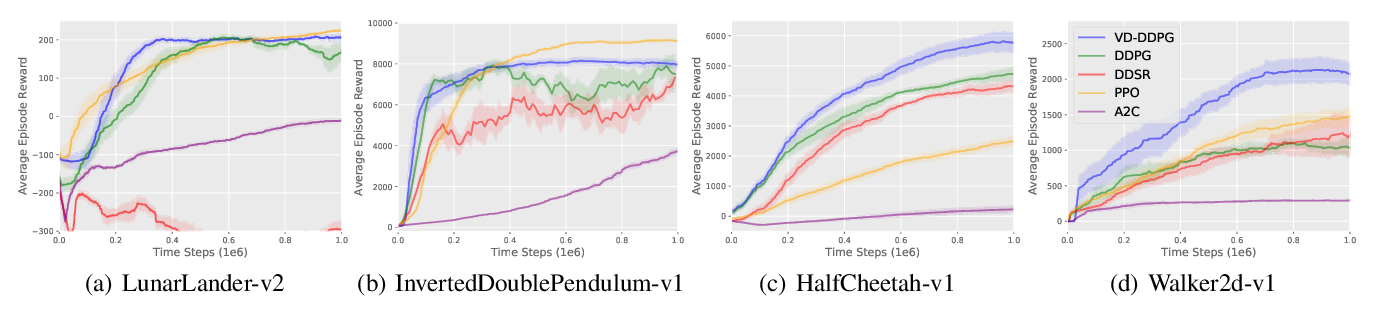 200
100
0
−100
−200
−300
0.0 0.2 0.4 0.6 0.8 1.0
Average Episode Reward
Time Steps (1e6)
(a) LunarLander-v2
10000
8000
6000
4000
2000
0
0.0 0.2 0.4 0.6 0.8 1.0
Average Episode Reward
Time Steps (1e6)
(b) InvertedDoublePendulum-v1
6000
5000
4000
3000
2000
1000
0
0.0 0.2 0.4 0.6 0.8 1.0
Average Episode Reward
Time Steps (1e6)
(c) HalfCheetah-v1
2500
2000
1500
1000
500
0
0.0 0.2 0.4 0.6 0.8 1.0
Average Episode Reward
Time Steps (1e6)
VD-DDPG
DDPG
DDSR
PPO
A2C
(d) Walker2d-v1